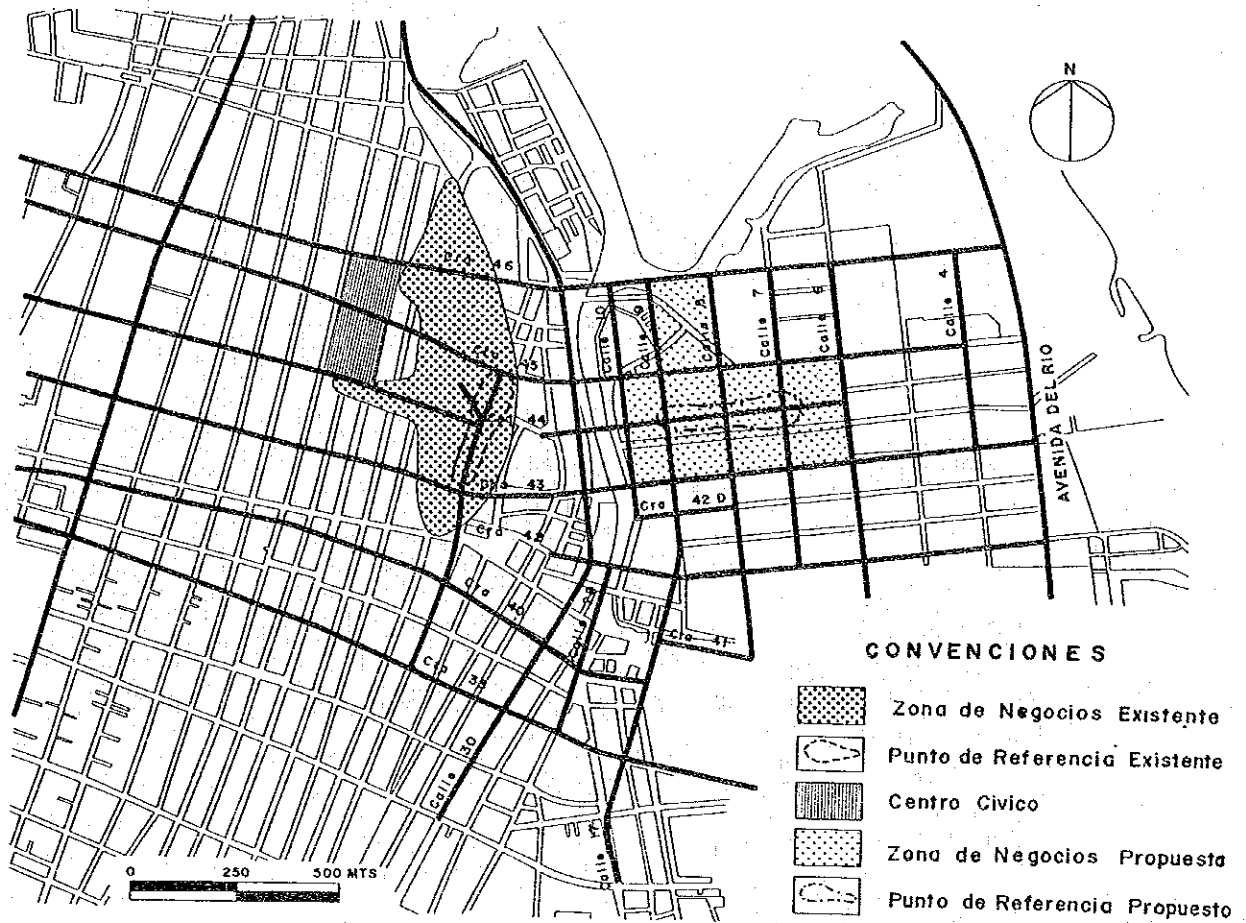 N
Cra 46
Calle 10
Calle 9
Calle 8
Calle 7
Calle 6
Calle 4
Cra 45
44
Cra 43
Cra 42 D
Cra 42
AVENIDA DEL RIO
Cra 40
Calle
Cra 41
Cra 38
Calle 30
Calle 17
0 250 500 MTS
CONVENCIONES
Zona de Negocios Existente
Punto de Referencia Existente
Centro Civico
Zona de Negocios Propuesta
Punto de Referencia Propuesto